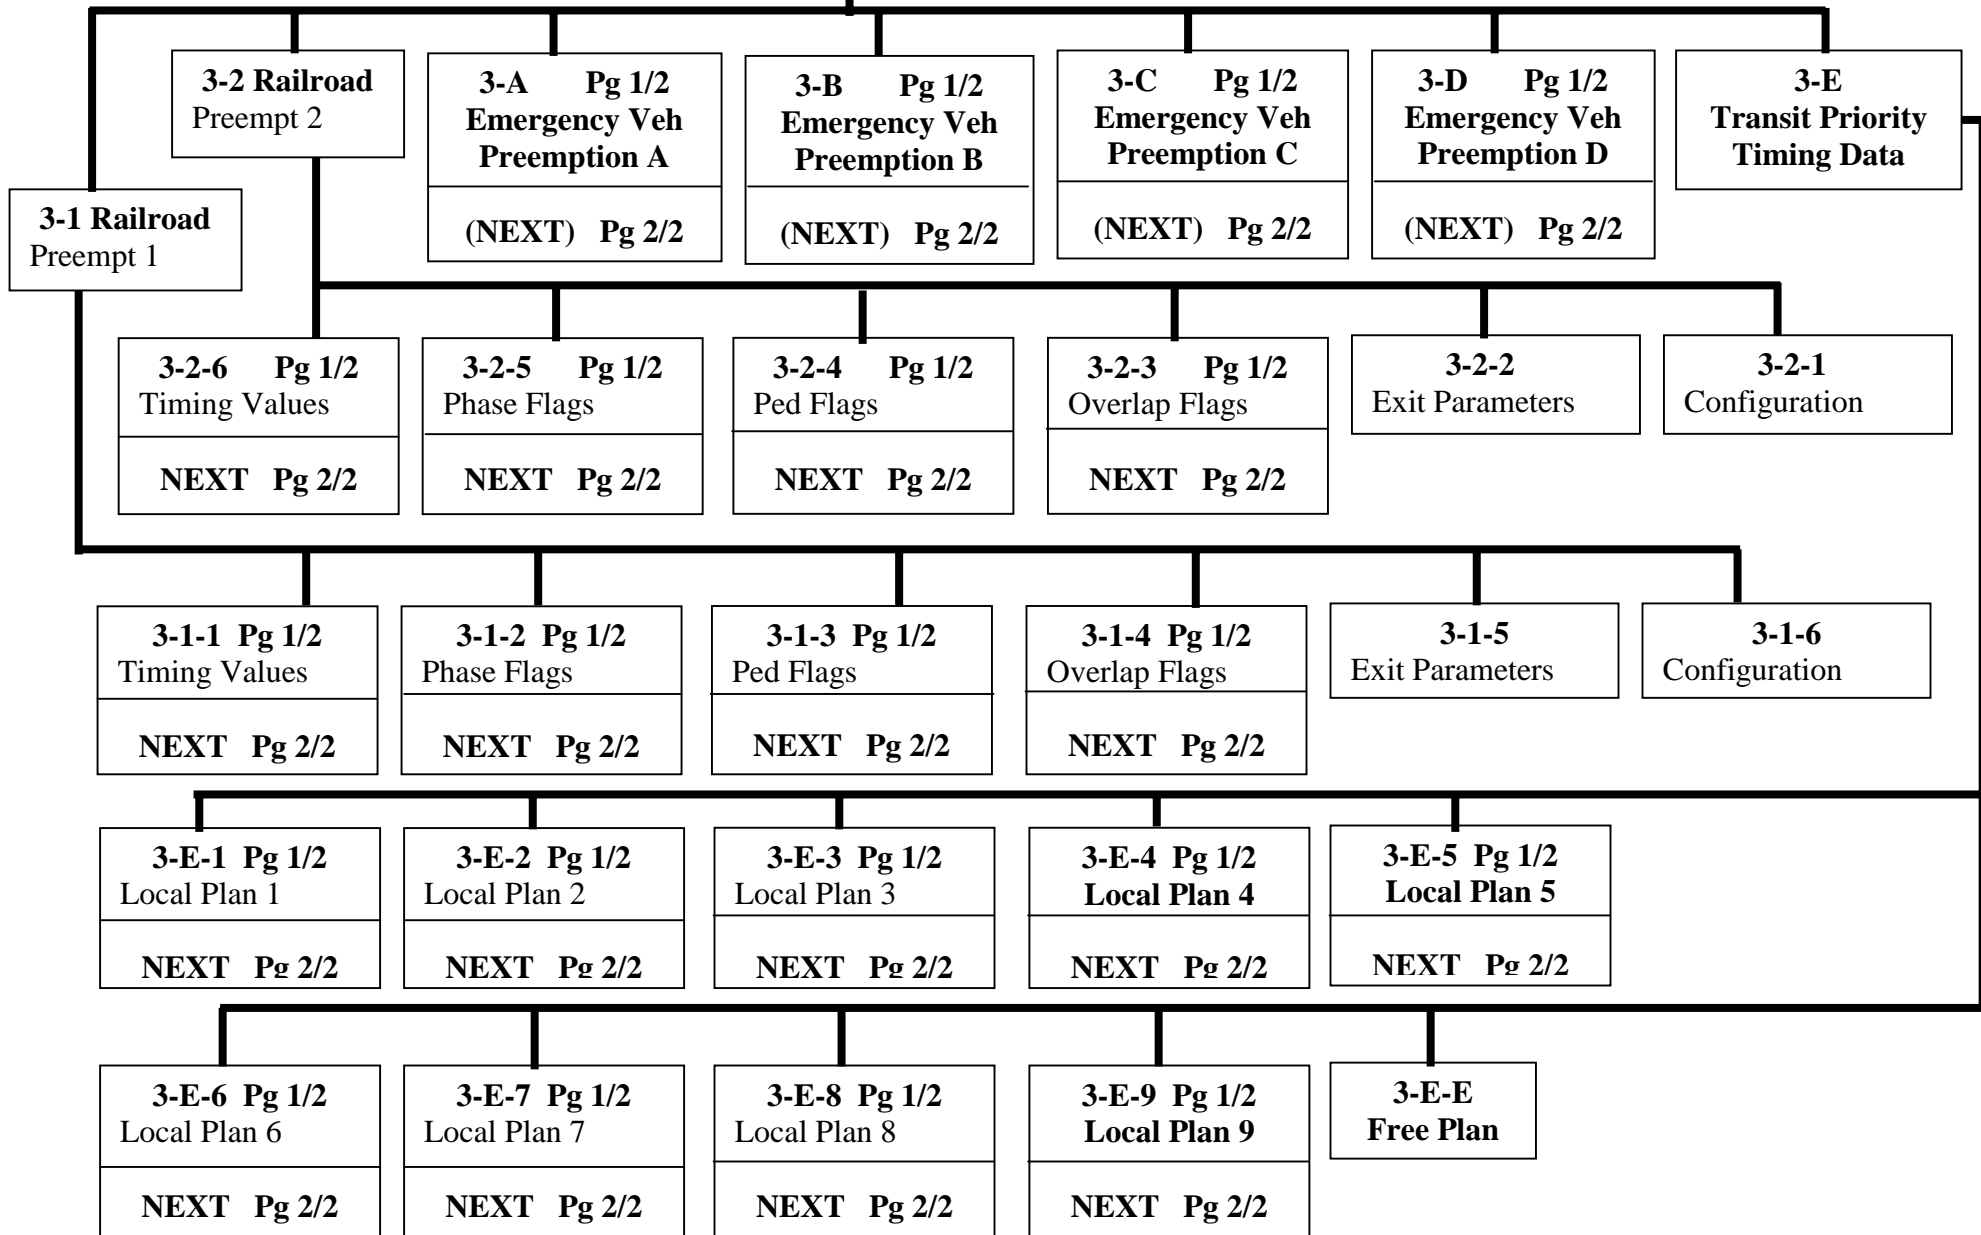 3-2 Railroad
Preempt 2
3-A Pg 1/2
Emergency Veh
Preemption A
(NEXT) Pg 2/2
3-B Pg 1/2
Emergency Veh
Preemption B
(NEXT) Pg 2/2
3-C Pg 1/2
Emergency Veh
Preemption C
(NEXT) Pg 2/2
3-D Pg 1/2
Emergency Veh
Preemption D
(NEXT) Pg 2/2
3-E
Transit Priority
Timing Data
3-1 Railroad
Preempt 1
3-2-6 Pg 1/2
Timing Values
NEXT Pg 2/2
3-2-5 Pg 1/2
Phase Flags
NEXT Pg 2/2
3-2-4 Pg 1/2
Ped Flags
NEXT Pg 2/2
3-2-3 Pg 1/2
Overlap Flags
NEXT Pg 2/2
3-2-2
Exit Parameters
3-2-1
Configuration
3-1-1 Pg 1/2
Timing Values
NEXT Pg 2/2
3-1-2 Pg 1/2
Phase Flags
NEXT Pg 2/2
3-1-3 Pg 1/2
Ped Flags
NEXT Pg 2/2
3-1-4 Pg 1/2
Overlap Flags
NEXT Pg 2/2
3-1-5
Exit Parameters
3-1-6
Configuration
3-E-1 Pg 1/2
Local Plan 1
NEXT Pg 2/2
3-E-2 Pg 1/2
Local Plan 2
NEXT Pg 2/2
3-E-3 Pg 1/2
Local Plan 3
NEXT Pg 2/2
3-E-4 Pg 1/2
Local Plan 4
NEXT Pg 2/2
3-E-5 Pg 1/2
Local Plan 5
NEXT Pg 2/2
3-E-6 Pg 1/2
Local Plan 6
NEXT Pg 2/2
3-E-7 Pg 1/2
Local Plan 7
NEXT Pg 2/2
3-E-8 Pg 1/2
Local Plan 8
NEXT Pg 2/2
3-E-9 Pg 1/2
Local Plan 9
NEXT Pg 2/2
3-E-E
Free Plan